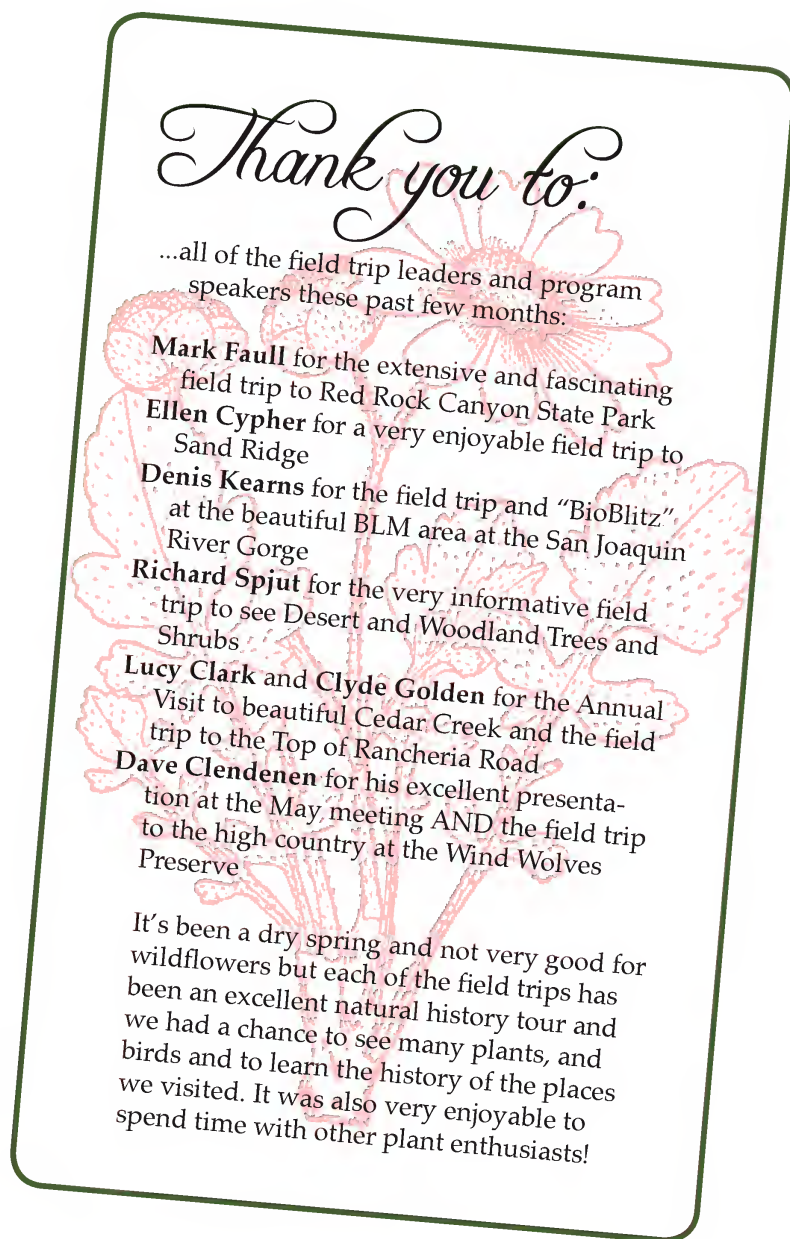 Thank you to:
...all of the field trip leaders and program
speakers these past few months:
Mark Faull for the extensive and fascinating
field trip to Red Rock Canyon State Park
Ellen Cypher for a very enjoyable field trip to
Sand Ridge
Denis Kearns for the field trip and “BioBlitz”
at the beautiful BLM area at the San Joaquin
River Gorge
Richard Spjut for the very informative field
trip to see Desert and Woodland Trees and
Shrubs
Lucy Clark and Clyde Golden for the Annual
Visit to beautiful Cedar Creek and the field
trip to the Top of Rancheria Road
Dave Clendenen for his excellent presenta-
tion at the May meeting AND the field trip
to the high country at the Wind Wolves
Preserve
It’s been a dry spring and not very good for
wildflowers but each of the field trips has
been an excellent natural history tour and
we had a chance to see many plants, and
birds and to learn the history of the places
we visited. It was also very enjoyable to
spend time with other plant enthusiasts!